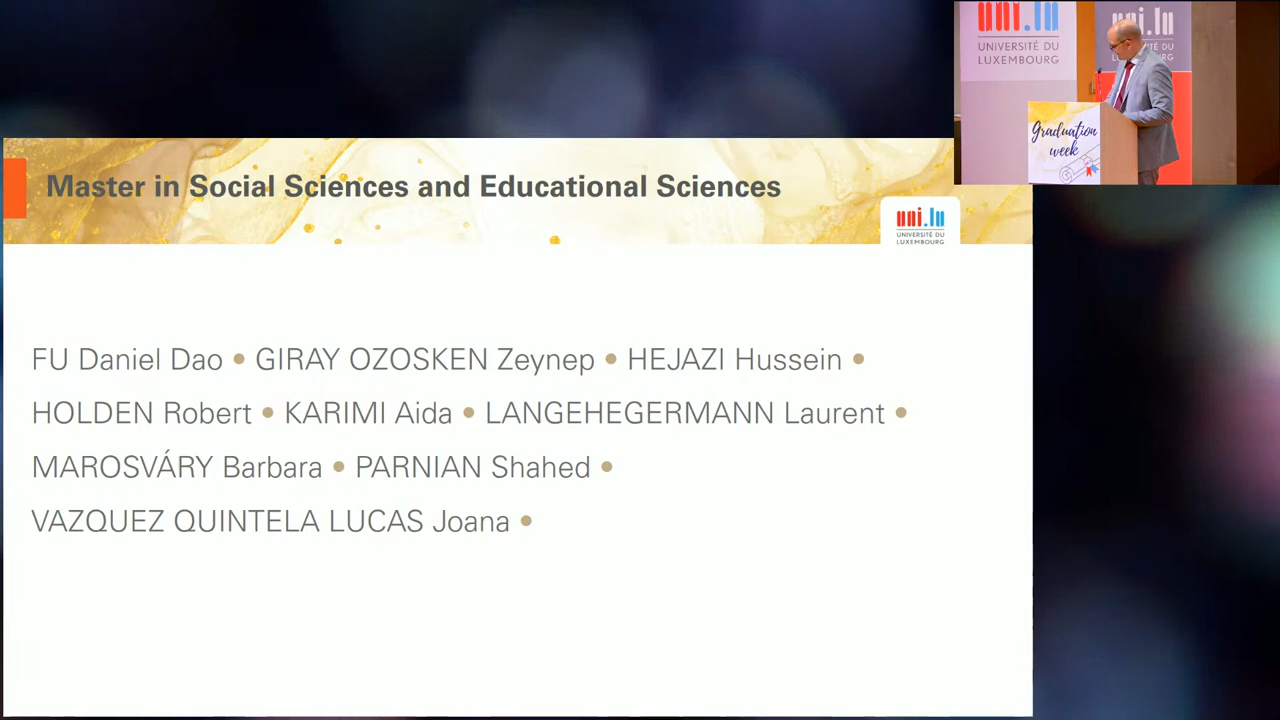 uni.lu
UNIVERSITÉ DU
LUXEMBOURG
uni.lu
Graduation
week
Master in Social Sciences and Educational Sciences
uni.lu
UNIVERSITÉ DU
LUXEMBOURG
FU Daniel Dao • GIRAY OZOSKEN Zeynep • HEJAZI Hussein •
HOLDEN Robert • KARIMI Aida • LANGEHEGERMANN Laurent •
MAROSVÁRY Barbara • PARNIAN Shahed •
VAZQUEZ QUINTELA LUCAS Joana •